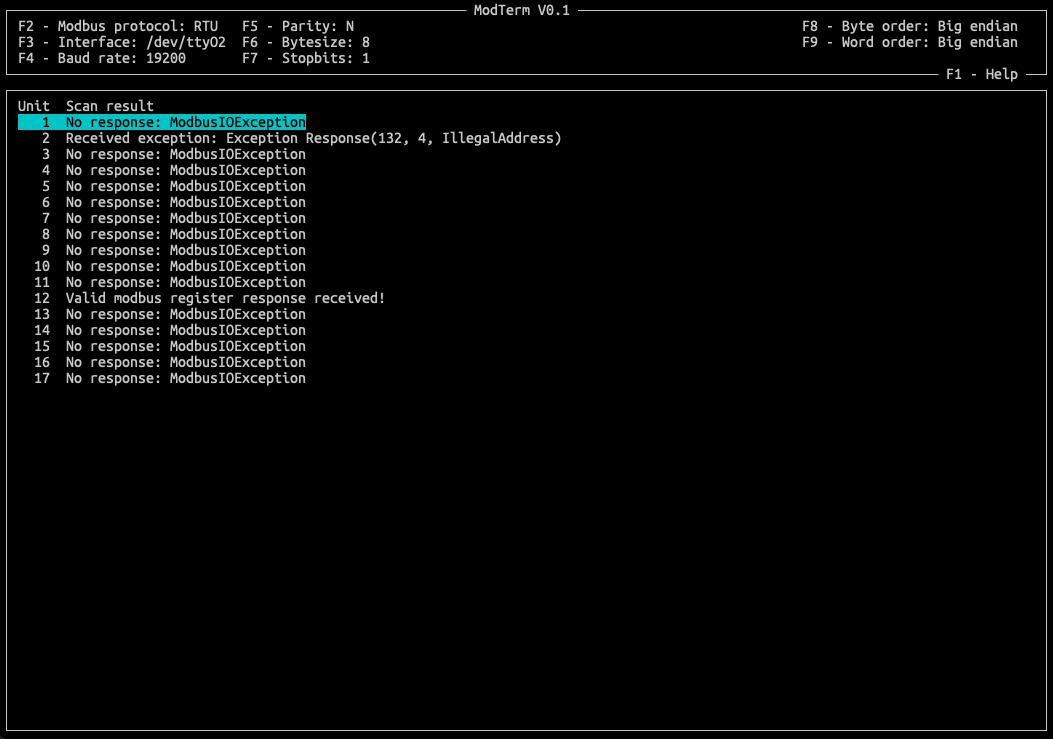 ModTerm V0.1
F2 - Modbus protocol: RTU   F5 - Parity: N   F8 - Byte order: Big endian
F3 - Interface: /dev/ttyO2  F6 - Bytesize: 8   F9 - Word order: Big endian
F4 - Baud rate: 19200       F7 - Stopbits: 1
F1 - Help
Unit  Scan result
1  No response: ModbusIOException
2  Received exception: Exception Response(132, 4, IllegalAddress)
3  No response: ModbusIOException
4  No response: ModbusIOException
5  No response: ModbusIOException
6  No response: ModbusIOException
7  No response: ModbusIOException
8  No response: ModbusIOException
9  No response: ModbusIOException
10  No response: ModbusIOException
11  No response: ModbusIOException
12  Valid modbus register response received!
13  No response: ModbusIOException
14  No response: ModbusIOException
15  No response: ModbusIOException
16  No response: ModbusIOException
17  No response: ModbusIOException